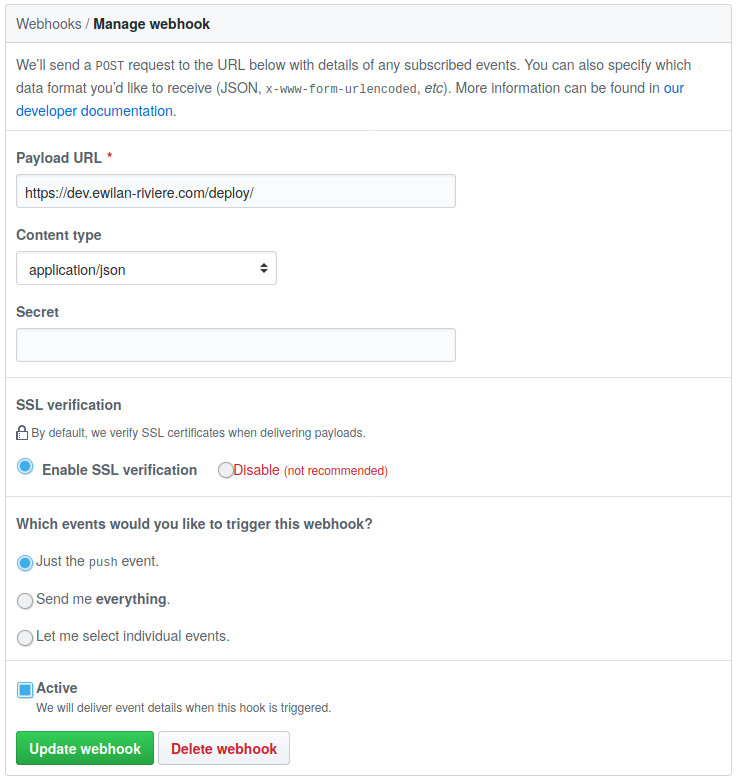 Webhooks / Manage webhook
We'll send a POST request to the URL below with details of any subscribed events. You can also specify which
data format you'd like to receive (JSON, x-www-form-urlencoded, etc). More information can be found in our
developer documentation.
Payload URL *
https://dev.ewilan-riviere.com/deploy/
Content type
application/json
Secret
SSL verification
By default, we verify SSL certificates when delivering payloads.
Enable SSL verification Disable (not recommended)
Which events would you like to trigger this webhook?
Just the push event.
Send me everything.
Let me select individual events.
Active
We will deliver event details when this hook is triggered.
Update webhook Delete webhook